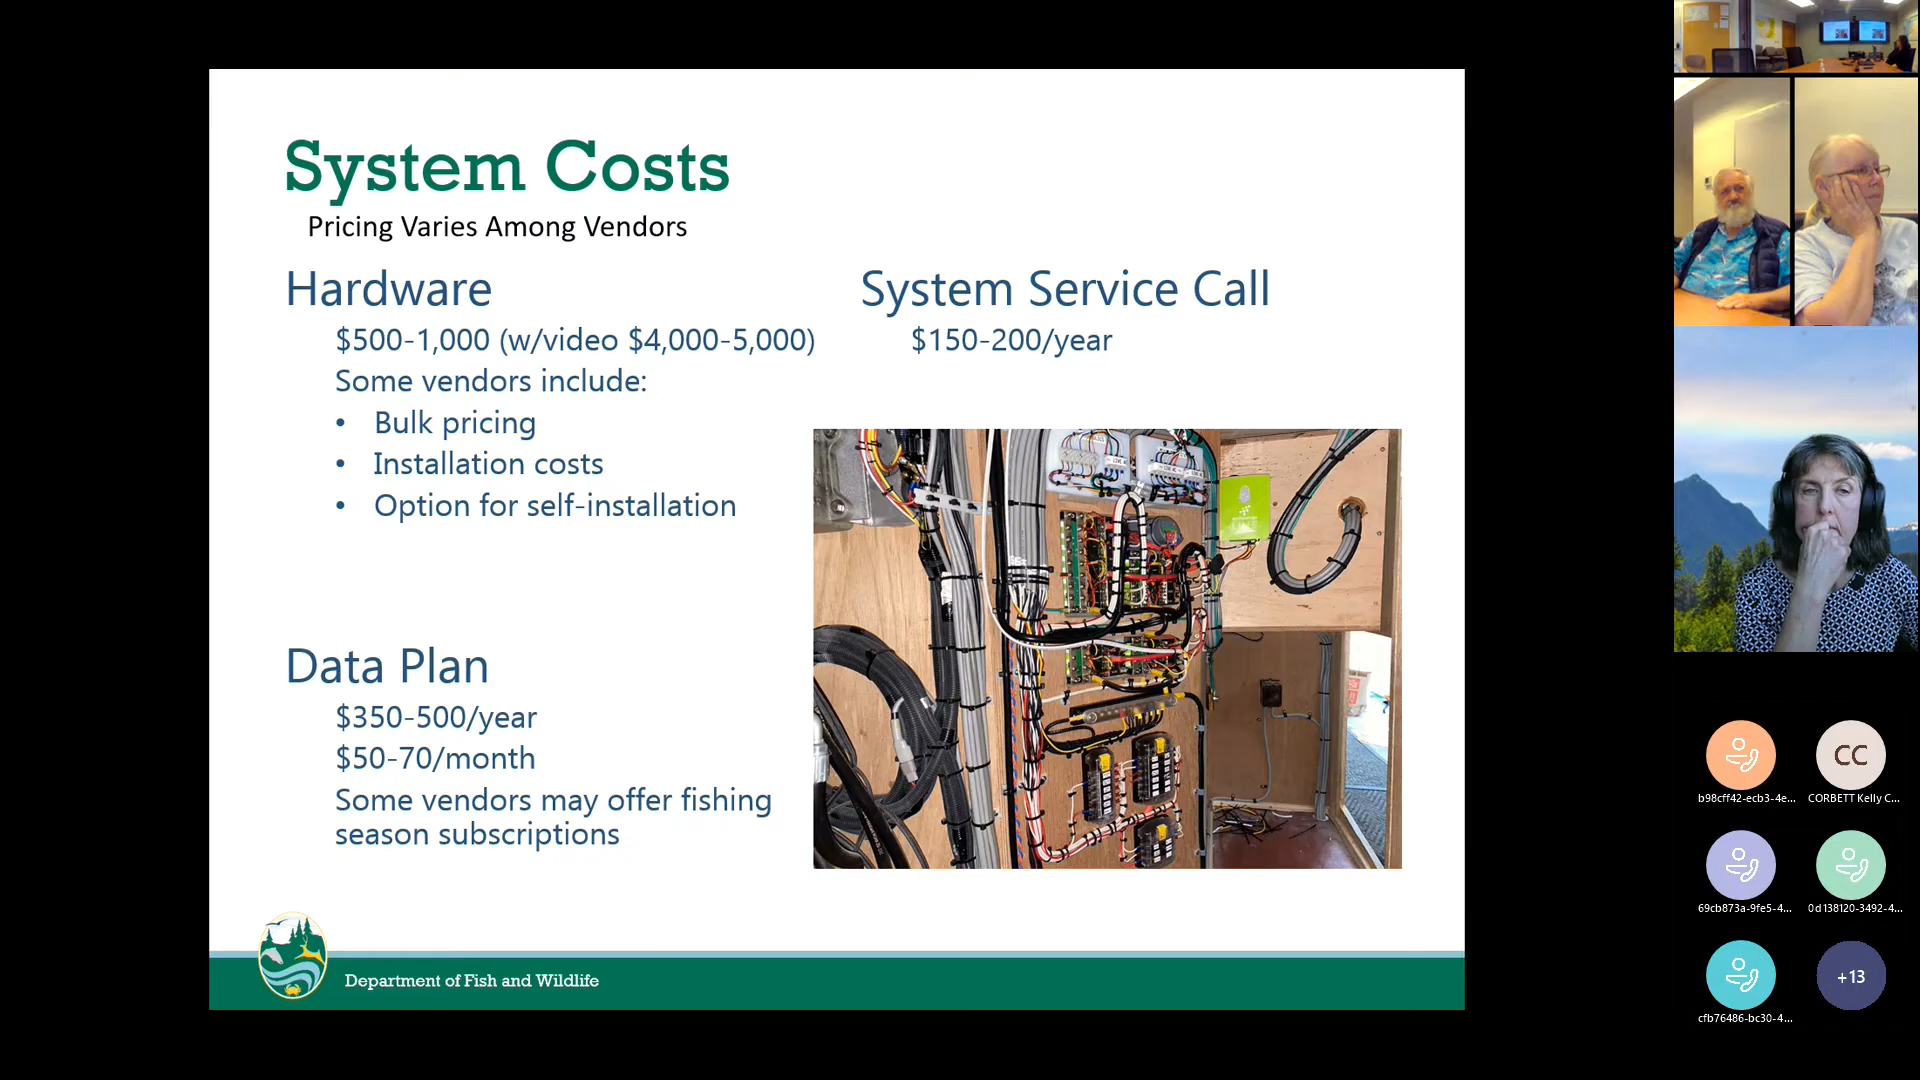 System Costs
Pricing Varies Among Vendors
Hardware
$500-1,000 (w/video $4,000-5,000)
Some vendors include:
• Bulk pricing
• Installation costs
• Option for self-installation
Data Plan
$350-500/year
$50-70/month
Some vendors may offer fishing
season subscriptions
System Service Call
$150-200/year
Department of Fish and Wildlife
b98cff42-ecb3-4e...
CC
CORBETT Kelly C...
69cb873a-9fe5-4...
0d138120-3492-4...
cfb76486-bc30-4...
+13